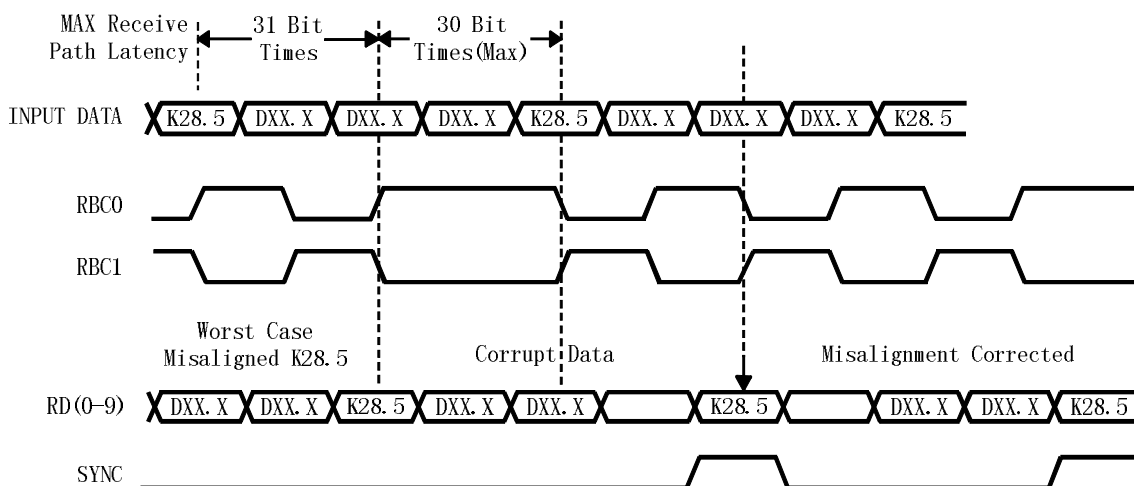 MAX Receive
Path Latency
31 Bit
Times
30 Bit
Times(Max)
INPUT DATA K28.5 DXX.X DXX.X DXX.X K28.5 DXX.X DXX.X DXX.X K28.5
RBC0
RBC1
Worst Case
Misaligned K28.5
Corrupt Data
Misalignment Corrected
RD(0-9) DXX.X DXX.X K28.5 DXX.X DXX.X K28.5 DXX.X DXX.X K28.5
SYNC